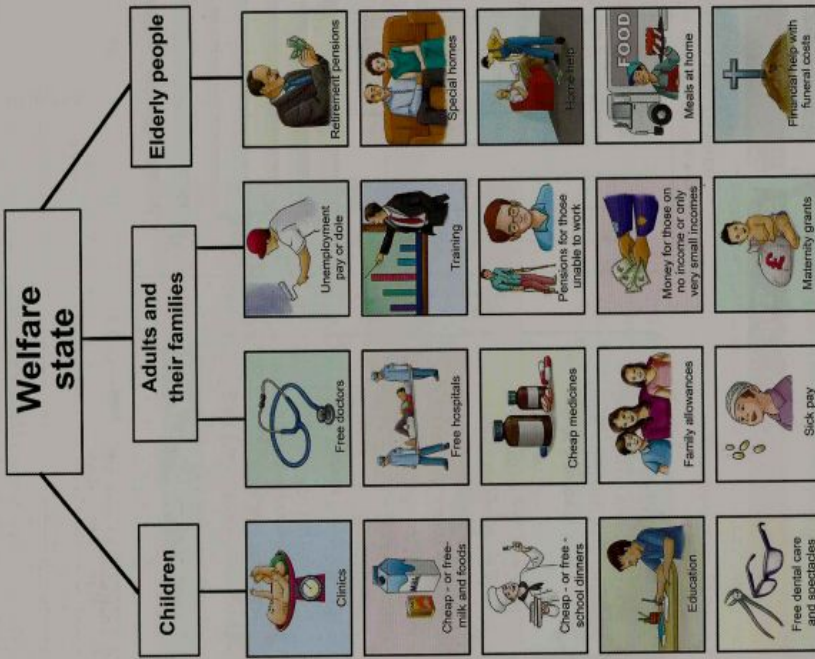 Welfare
state
Children
Adults and
their families
Elderly people
Clinics
Cheap - or free-
milk and foods
Cheap - or free -
school dinners
Education
Free dental care
and spectacles
Free doctors
Free hospitals
Cheap medicines
Family allowances
Sick pay
Unemployment
pay or dole
Training
Pensions for those
unable to work
Money for those on
no income or only
very small incomes
£
Maternity grants
Retirement pensions
Special homes
Home help
FOOD
Meals at home
Financial help with
funeral costs